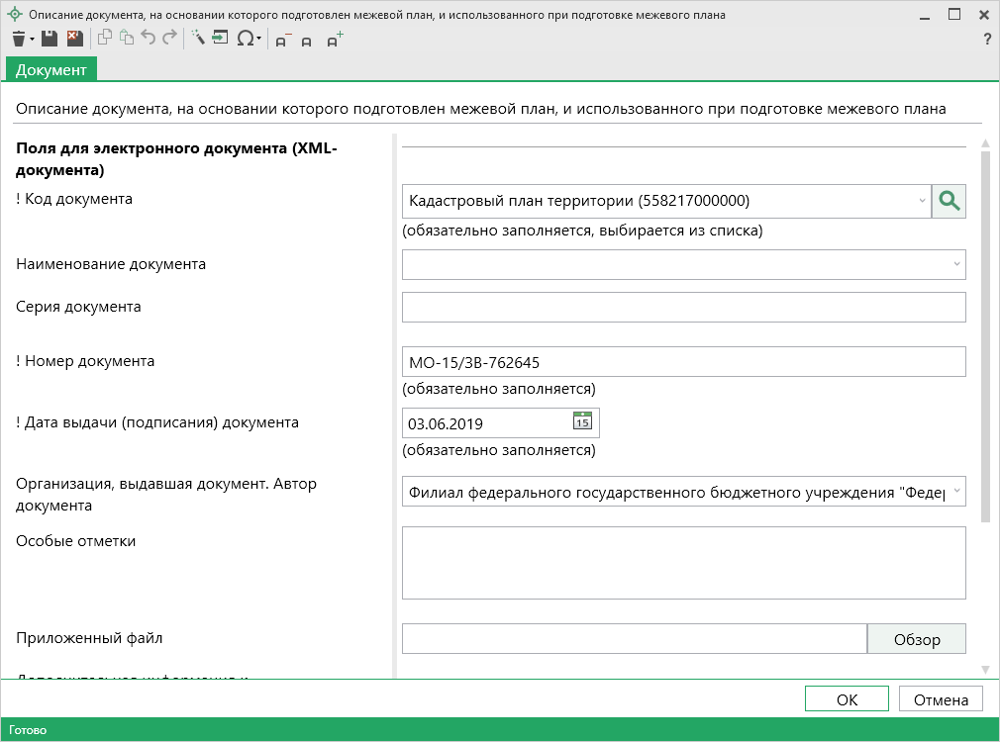 Описание документа, на основании которого подготовлен межевой план, и использованного при подготовке межевого плана
?
Документ
Описание документа, на основании которого подготовлен межевой план, и использованного при подготовке межевого плана
Поля для электронного документа (XML-
документа)
! Код документа
Кадастровый план территории (558217000000)
(обязательно заполняется, выбирается из списка)
Наименование документа
Серия документа
! Номер документа
МО-15/ЗВ-762645
(обязательно заполняется)
! Дата выдачи (подписания) документа
03.06.2019
15
(обязательно заполняется)
Организация, выдавшая документ. Автор
документа
Филиал федерального государственного бюджетного учреждения "Федер
Особые отметки
Приложенный файл
Обзор
ОК
Отмена
Готово